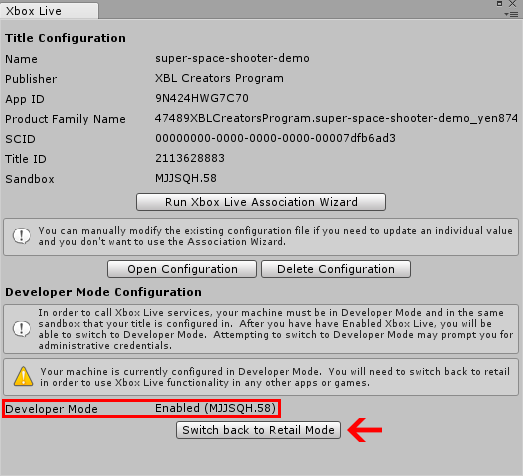 Xbox Live
Title Configuration
Name super-space-shooter-demo
Publisher XBL Creators Program
App ID 9N424HWG7C70
Product Family Name 47489XBLCreatorsProgram.super-space-shooter-demo_yen874
SCID 00000000-0000-0000-0000-00007dfb6ad3
Title ID 2113628883
Sandbox MJJSQH.58
Run Xbox Live Association Wizard
You can manually modify the existing configuration file if you need to update an individual value
and you don't want to use the Association Wizard.
Open Configuration Delete Configuration
Developer Mode Configuration
In order to call Xbox Live services, your machine must be in Developer Mode and in the same
sandbox that your title is configured in. After you have have Enabled Xbox Live, you will be
able to switch to Developer Mode. Attempting to switch to Developer Mode may prompt you for
administrative credentials.
Your machine is currently configured in Developer Mode. You will need to switch back to retail
in order to use Xbox Live functionality in any other apps or games.
Developer Mode Enabled (MJJSQH.58)
Switch back to Retail Mode